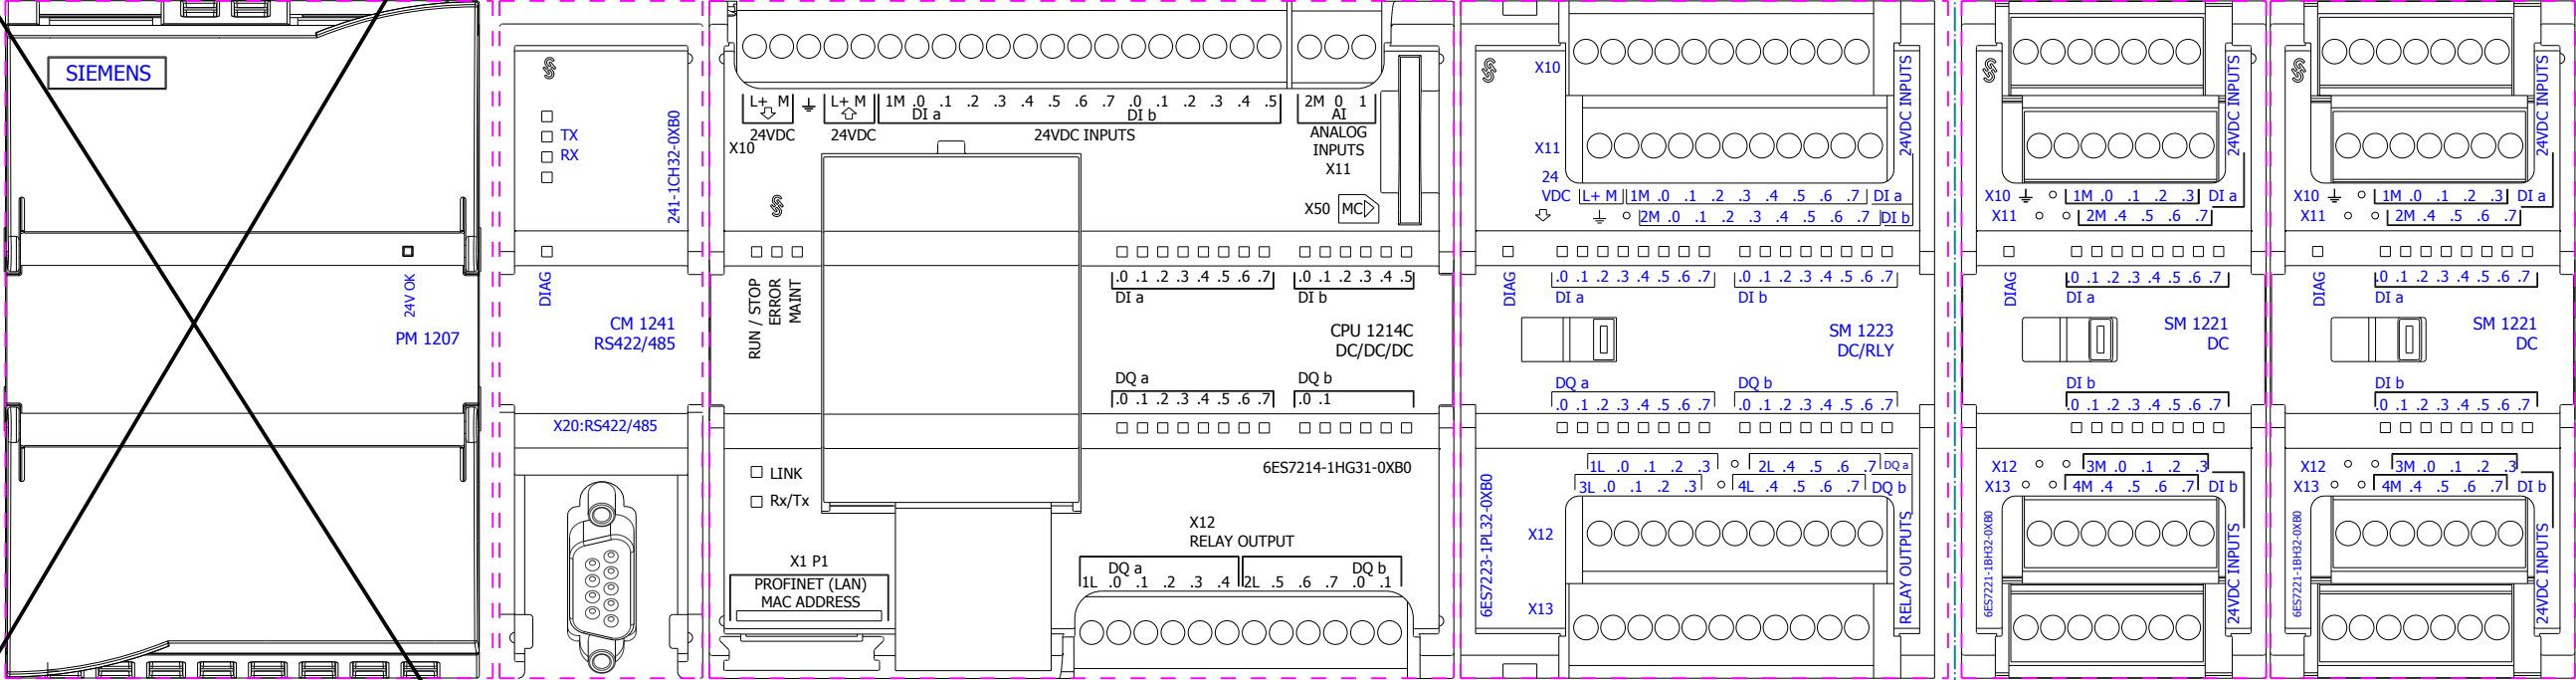 SIEMENS
24V OK
PM 1207
TX
RX
241-1CH32-0XB0
DIAG
CM 1241
RS422/485
X20:RS422/485
L+ M
L+ M
1M .0 .1 .2 .3 .4 .5 .6 .7 .0 .1 .2 .3 .4 .5
2M 0 1
DI a
DI b
AI
24VDC
24VDC
24VDC INPUTS
ANALOG
INPUTS
X10
X11
X50
MC
RUN / STOP
ERROR
MAINT
.0 .1 .2 .3 .4 .5 .6 .7
.0 .1 .2 .3 .4 .5
DI a
DI b
CPU 1214C
DC/DC/DC
DQ a
DQ b
.0 .1 .2 .3 .4 .5 .6 .7
.0 .1
LINK
Rx/Tx
6ES7214-1HG31-0XB0
X12
RELAY OUTPUT
X1 P1
PROFINET (LAN)
MAC ADDRESS
DQ a
DQ b
1L .0 .1 .2 .3 .4 2L .5 .6 .7 .0 .1
X10
X11
24VDC INPUTS
24
VDC
L+ M 1M .0 .1 .2 .3 .4 .5 .6 .7 DI a
2M .0 .1 .2 .3 .4 .5 .6 .7 DI b
DIAG
.0 .1 .2 .3 .4 .5 .6 .7
.0 .1 .2 .3 .4 .5 .6 .7
DI a
DI b
SM 1223
DC/RLY
DQ a
DQ b
.0 .1 .2 .3 .4 .5 .6 .7
.0 .1 .2 .3 .4 .5 .6 .7
1L .0 .1 .2 .3 2L .4 .5 .6 .7 DQ a
3L .0 .1 .2 .3 4L .4 .5 .6 .7 DQ b
6ES7223-1PL32-0XB0
X12
X13
RELAY OUTPUTS
24VDC INPUTS
X10 1M .0 .1 .2 .3 DI a
X11 2M .4 .5 .6 .7
DIAG
.0 .1 .2 .3 .4 .5 .6 .7
DI a
SM 1221
DC
DI b
.0 .1 .2 .3 .4 .5 .6 .7
X12 3M .0 .1 .2 .3
X13 4M .4 .5 .6 .7 DI b
6ES7221-1BH32-0XB0
24VDC INPUTS
24VDC INPUTS
X10 1M .0 .1 .2 .3 DI a
X11 2M .4 .5 .6 .7
DIAG
.0 .1 .2 .3 .4 .5 .6 .7
DI a
SM 1221
DC
DI b
.0 .1 .2 .3 .4 .5 .6 .7
X12 3M .0 .1 .2 .3
X13 4M .4 .5 .6 .7 DI b
6ES7221-1BH32-0XB0
24VDC INPUTS